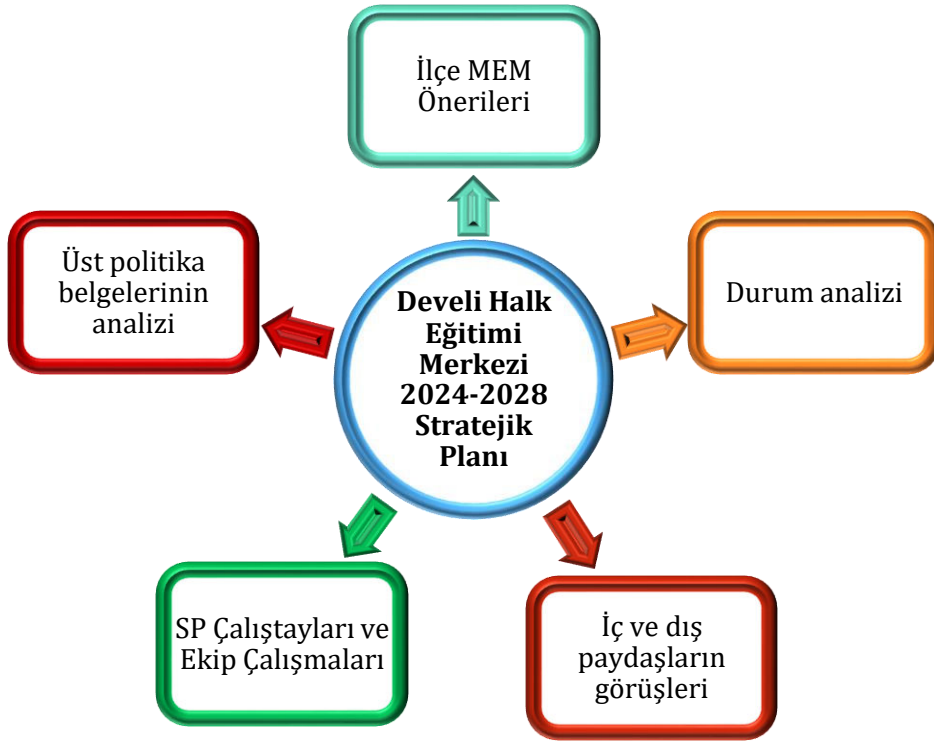 İlçe MEM
Önerileri
Üst politika
belgelerinin
analizi
Durum analizi
Develi Halk
Eğitimi
Merkezi
2024-2028
Stratejik
Planı
SP Çalıştayları ve
Ekip Çalışmaları
İç ve dış
paydaşların
görüşleri